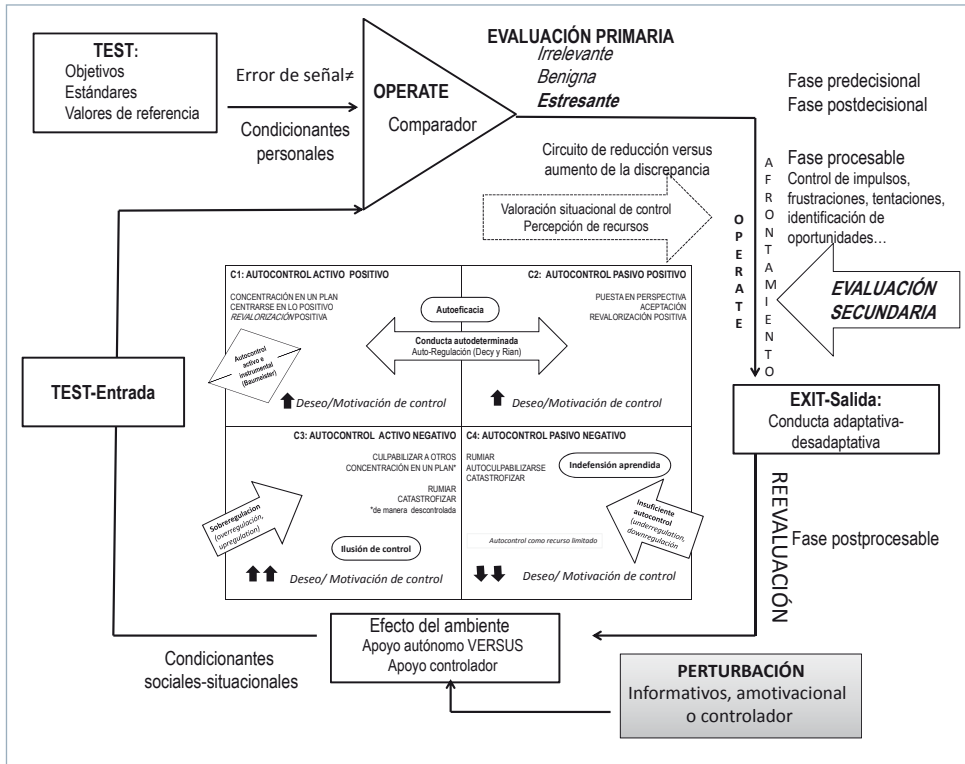 TEST:
Objetivos
Estándares
Valores de referencia
Error de señal≠
Condicionantes
personales
OPERATE
Comparador
EVALUACIÓN PRIMARIA
Irrelevante
Benigna
Estresante
Fase predecisional
Fase postdecisional
Circuito de reducción versus
aumento de la discrepancia
Valoración situacional de control
Percepción de recursos
OPERATE
AFRONTAMIENTO
Fase procesable
Control de impulsos,
frustraciones, tentaciones,
identificación de
oportunidades…
EVALUACIÓN
SECUNDARIA
C1: AUTOCONTROL ACTIVO POSITIVO
CONCENTRACIÓN EN UN PLAN
CENTRARSE EN LO POSITIVO
REVALORIZACIÓN POSITIVA
Autocontrol
activo e
instrumental
(Baumeister)
Deseo/Motivación de control
C2: AUTOCONTROL PASIVO POSITIVO
PUESTA EN PERSPECTIVA
ACEPTACIÓN
REVALORIZACIÓN POSITIVA
Autoeficacia
Conducta autodeterminada
Auto-Regulación (Decy y Rian)
Deseo/Motivación de control
C3: AUTOCONTROL ACTIVO NEGATIVO
CULPABILIZAR A OTROS
CONCENTRACIÓN EN UN PLAN*
RUMIAR
CATASTROFIZAR
*de manera descontrolada
Sobreregulacion
(overregulación,
upregulation)
Ilusión de control
Deseo/ Motivación de control
C4: AUTOCONTROL PASIVO NEGATIVO
RUMIAR
AUTOCULPABILIZARSE
CATASTROFIZAR
Indefensión aprendida
Insuficiente
autocontrol
(underregulation,
downregulación)
Autocontrol como recurso limitado
Deseo/ Motivación de control
TEST-Entrada
EXIT-Salida:
Conducta adaptativa-
desadaptativa
REEVALUACIÓN
Fase postprocesable
Efecto del ambiente
Apoyo autónomo VERSUS
Apoyo controlador
Condicionantes
sociales-situacionales
PERTURBACIÓN
Informativos, amotivacional
o controlador